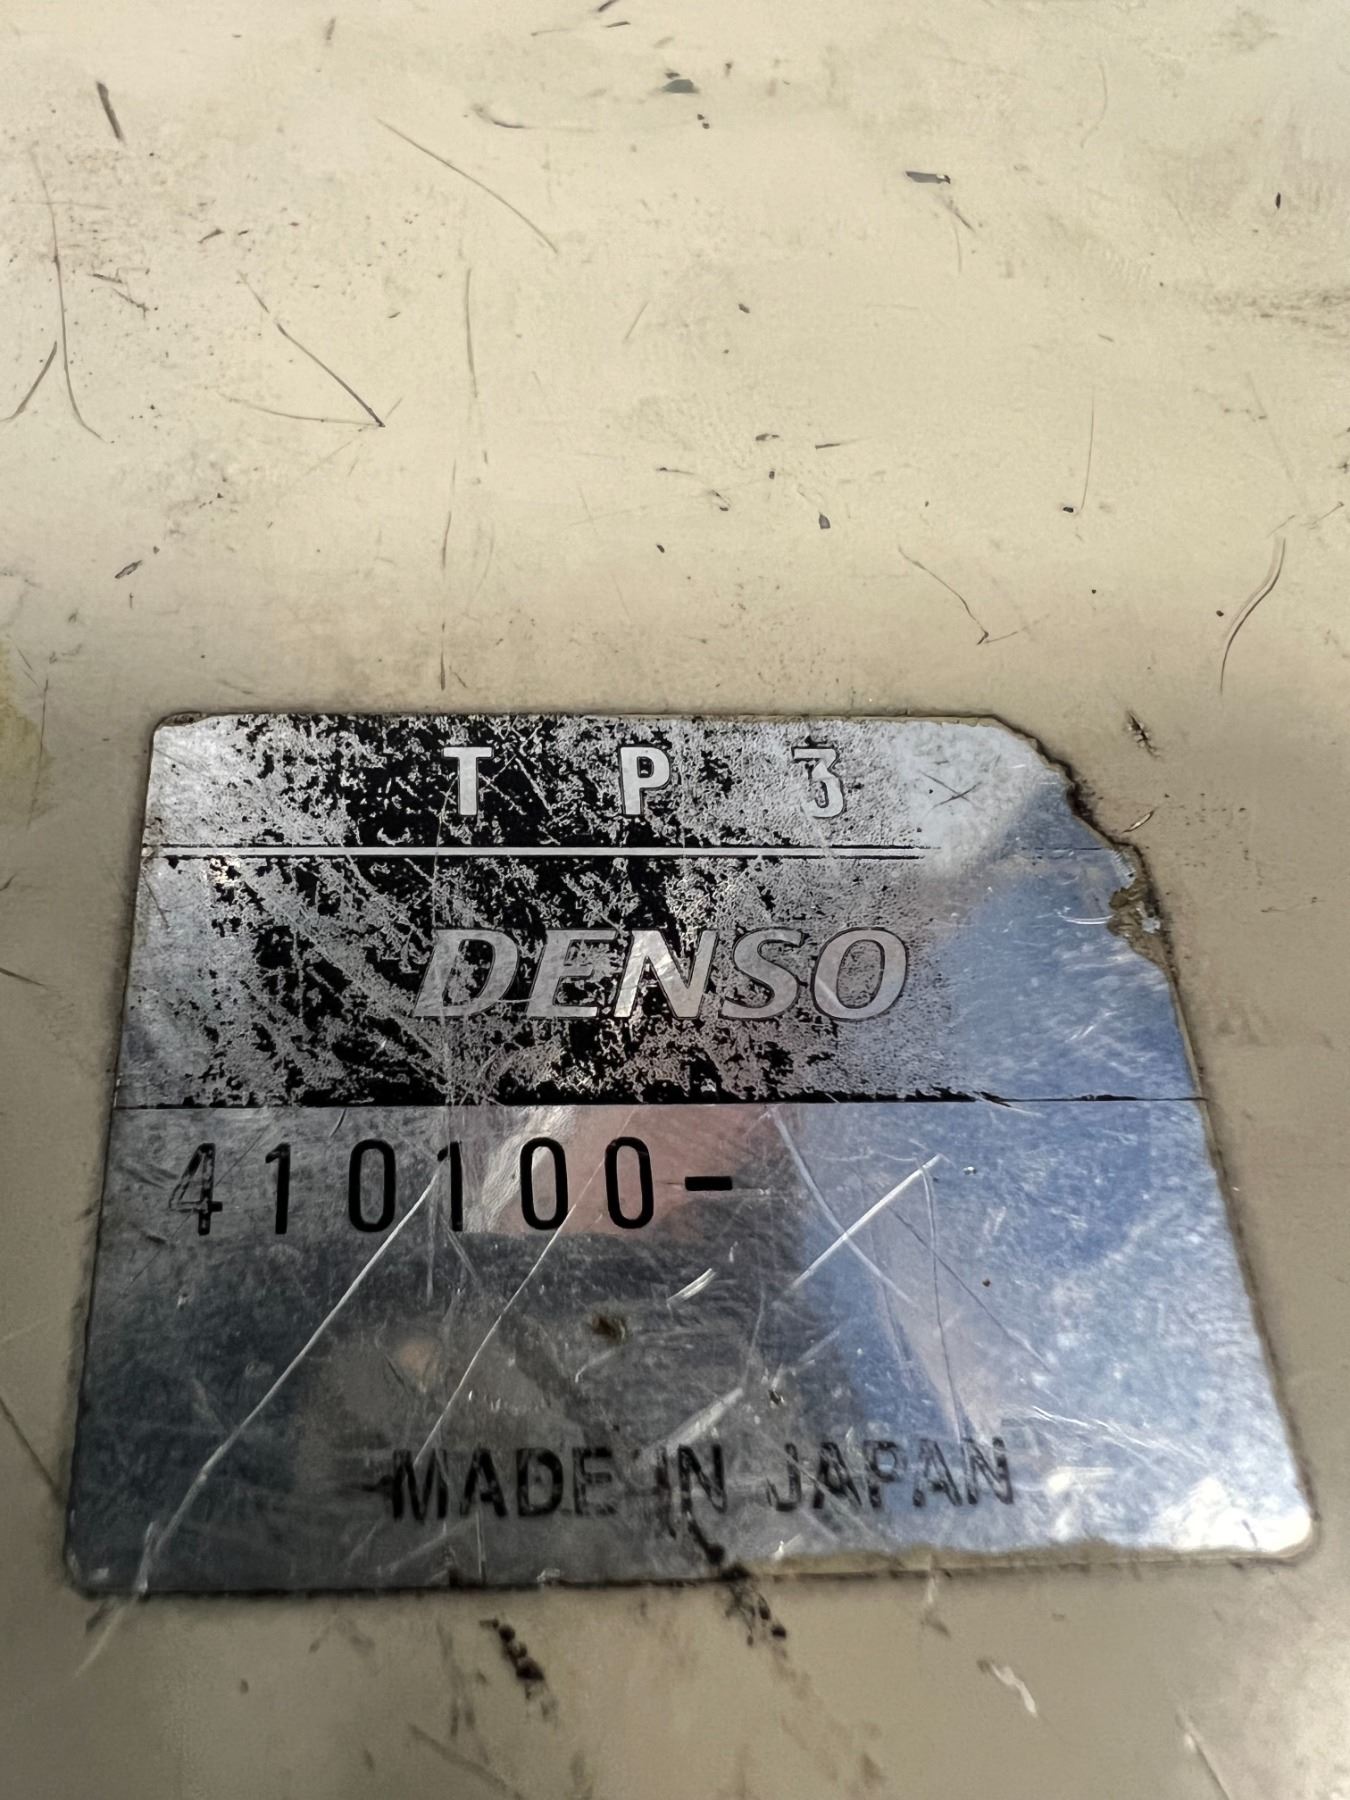 T P 3
DENSO
410100-
MADE IN JAPAN